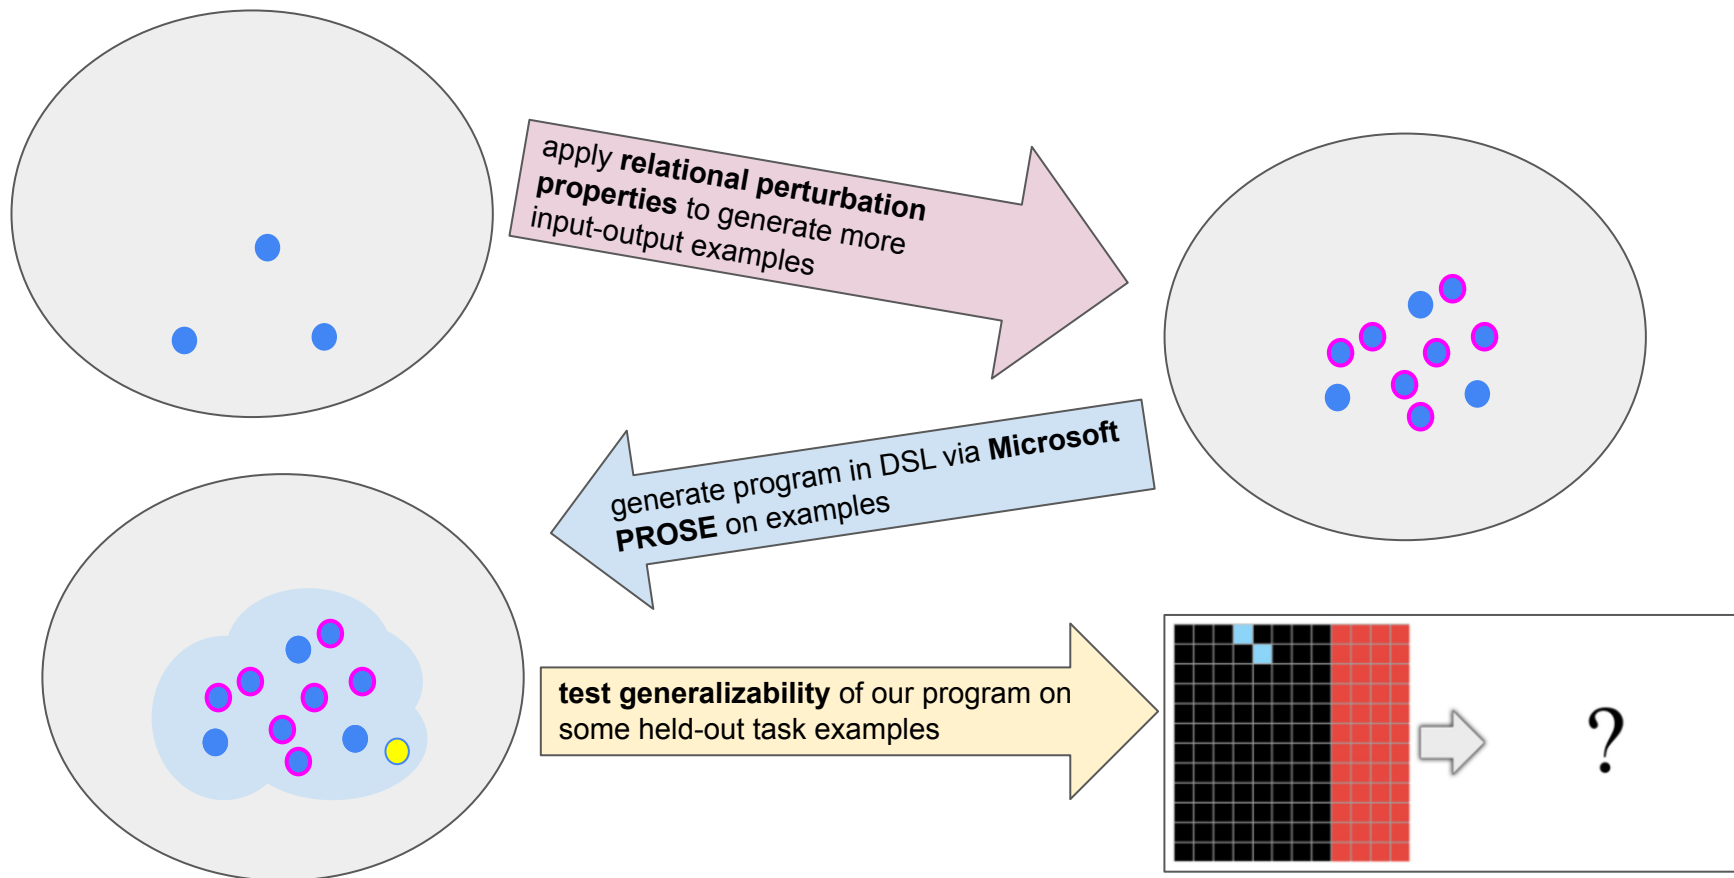 apply relational perturbation
properties to generate more
input-output examples
generate program in DSL via Microsoft
PROSE on examples
test generalizability of our program on
some held-out task examples
?